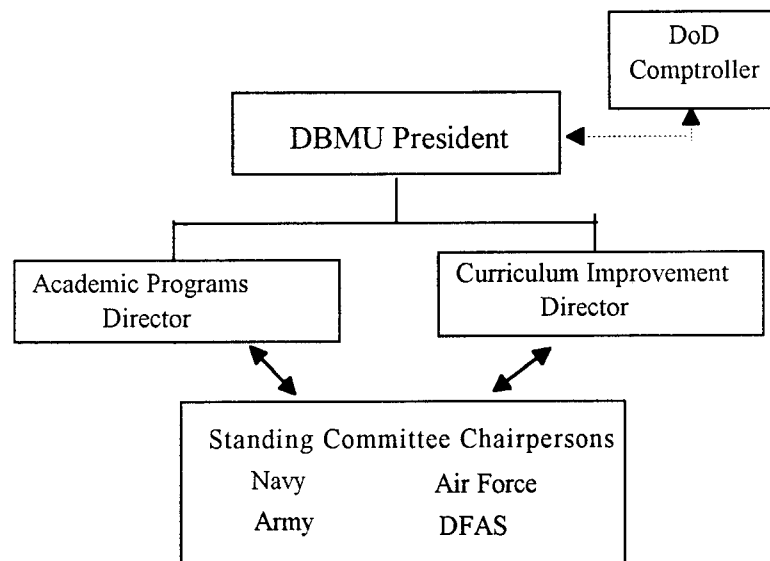 DoD
Comptroller
DBMU President
Academic Programs
Director
Curriculum Improvement
Director
Standing Committee Chairpersons
Navy Air Force
Army DFAS